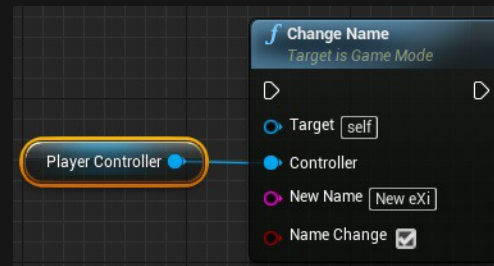 f Change Name
Target is Game Mode
Target self
Player Controller
Controller
New Name New eXi
Name Change